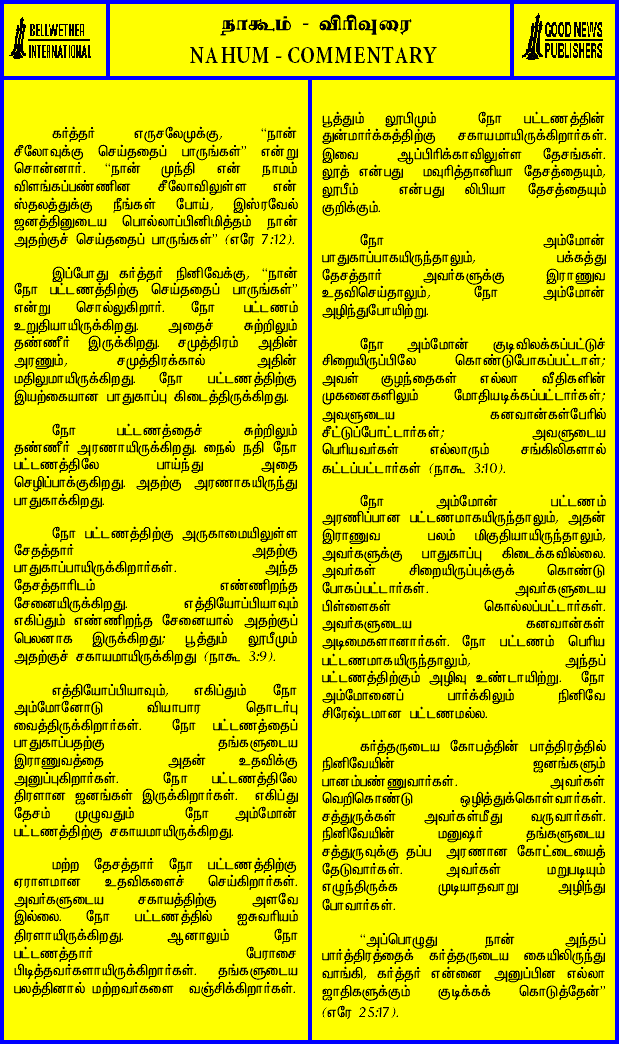 BELLWETHER
INTERNATIONAL
நாகூம் - விரிவுரை
NAHUM - COMMENTARY
GOOD NEWS
PUBLISHERS
கர்த்தர் எருசலேமுக்கு, “நான்
சீலோவுக்கு செய்ததைப் பாருங்கள்” என்று
சொன்னார். “நான் முந்தி என் நாமம்
விளங்கப்பண்ணின சீலோவிலுள்ள என்
ஸ்தலத்துக்கு நீங்கள் போய், இஸ்ரவேல்
ஜனத்தினுடைய பொல்லாப்பினிமித்தம் நான்
அதற்குச் செய்ததைப் பாருங்கள்” (எரே 7:12).
இப்போது கர்த்தர் நினிவேக்கு, “நான்
நோ பட்டணத்திற்கு செய்ததைப் பாருங்கள்”
என்று சொல்லுகிறார். நோ பட்டணம்
உறுதியாயிருக்கிறது. அதைச் சுற்றிலும்
தண்ணீர் இருக்கிறது. சமுத்திரம் அதின்
அரணும், சமுத்திரக்கால் அதின்
மதிலுமாயிருக்கிறது. நோ பட்டணத்திற்கு
இயற்கையான பாதுகாப்பு கிடைத்திருக்கிறது.
நோ பட்டணத்தைச் சுற்றிலும்
தண்ணீர் அரணாயிருக்கிறது. நைல் நதி நோ
பட்டணத்திலே பாய்ந்து அதை
செழிப்பாக்குகிறது. அதற்கு அரணாகயிருந்து
பாதுகாக்கிறது.
நோ பட்டணத்திற்கு அருகாமையிலுள்ள
சேதத்தார் அதற்கு
பாதுகாப்பாயிருக்கிறார்கள். அந்த
தேசத்தாரிடம் எண்ணிறந்த
சேனையிருக்கிறது. எத்தியோப்பியாவும்
எகிப்தும் எண்ணிறந்த சேனையால் அதற்குப்
பெலனாக இருக்கிறது; பூத்தும் லூபீமும்
அதற்குச் சகாயமாயிருக்கிறது (நாகூ 3:9).
எத்தியோப்பியாவும், எகிப்தும் நோ
அம்மோனோடு வியாபார தொடர்பு
வைத்திருக்கிறார்கள். நோ பட்டணத்தைப்
பாதுகாப்பதற்கு தங்களுடைய
இராணுவத்தை அதன் உதவிக்கு
அனுப்புகிறார்கள். நோ பட்டணத்திலே
திரளான ஜனங்கள் இருக்கிறார்கள். எகிப்து
தேசம் முழுவதும் நோ அம்மோன்
பட்டணத்திற்கு சகாயமாயிருக்கிறது.
மற்ற தேசத்தார் நோ பட்டணத்திற்கு
ஏராளமான உதவிகளைச் செய்கிறார்கள்.
அவர்களுடைய சகாயத்திற்கு அளவே
இல்லை. நோ பட்டணத்தில் ஐசுவரியம்
திரளாயிருக்கிறது. ஆனாலும் நோ
பட்டணத்தார் பேராசை
பிடித்தவர்களாயிருக்கிறார்கள். தங்களுடைய
பலத்தினால் மற்றவர்களை வஞ்சிக்கிறார்கள்.
பூத்தும் லூபிமும் நோ பட்டணத்தின்
துன்மார்க்கத்திற்கு சகாயமாயிருக்கிறார்கள்.
இவை ஆப்பிரிக்காவிலுள்ள தேசங்கள்.
லூத் என்பது மவுரித்தானியா தேசத்தையும்,
லூபீம் என்பது லிபியா தேசத்தையும்
குறிக்கும்.
நோ அம்மோன்
பாதுகாப்பாகயிருந்தாலும், பக்கத்து
தேசத்தார் அவர்களுக்கு இராணுவ
உதவிசெய்தாலும், நோ அம்மோன்
அழிந்துபோயிற்று.
நோ அம்மோன் குடிவிலக்கப்பட்டுச்
சிறையிருப்பிலே கொண்டுபோகப்பட்டாள்;
அவள் குழந்தைகள் எல்லா வீதிகளின்
முகனைகளிலும் மோதியடிக்கப்பட்டார்கள்;
அவளுடைய கனவான்கள்பேரில்
சீட்டுப்போட்டார்கள்; அவளுடைய
பெரியவர்கள் எல்லாரும் சங்கிலிகளால்
கட்டப்பட்டார்கள் (நாகூ 3:10).
நோ அம்மோன் பட்டணம்
அரணிப்பான பட்டணமாகயிருந்தாலும், அதன்
இராணுவ பலம் மிகுதியாயிருந்தாலும்,
அவர்களுக்கு பாதுகாப்பு கிடைக்கவில்லை.
அவர்கள் சிறையிருப்புக்குக் கொண்டு
போகப்பட்டார்கள். அவர்களுடைய
பிள்ளைகள் கொல்லப்பட்டார்கள்.
அவர்களுடைய கனவான்கள்
அடிமைகளானார்கள். நோ பட்டணம் பெரிய
பட்டணமாகயிருந்தாலும், அந்தப்
பட்டணத்திற்கும் அழிவு உண்டாயிற்று. நோ
அம்மோனைப் பார்க்கிலும் நினிவே
சிரேஷ்டமான பட்டணமல்ல.
கர்த்தருடைய கோபத்தின் பாத்திரத்தில்
நினிவேயின் ஜனங்களும்
பானம்பண்ணுவார்கள். அவர்கள்
வெறிகொண்டு ஒழித்துக்கொள்வார்கள்.
சத்துருக்கள் அவர்கள்மீது வருவார்கள்.
நினிவேயின் மனுஷர் தங்களுடைய
சத்துருவுக்கு தப்ப அரணான கோட்டையைத்
தேடுவார்கள். அவர்கள் மறுபடியும்
எழுந்திருக்க முடியாதவாறு அழிந்து
போவார்கள்.
“அப்பொழுது நான் அந்தப்
பார்த்திரத்தைக் கர்த்தருடைய கையிலிருந்து
வாங்கி, கர்த்தர் என்னை அனுப்பின எல்லா
ஜாதிகளுக்கும் குடிக்கக் கொடுத்தேன்”
(எரே 25:17).